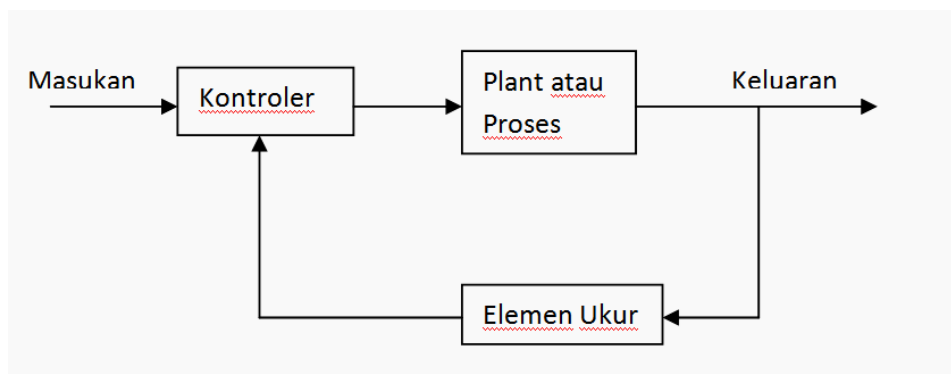 Masukan
Kontroler
Plant atau
Proses
Keluaran
Elemen Ukur